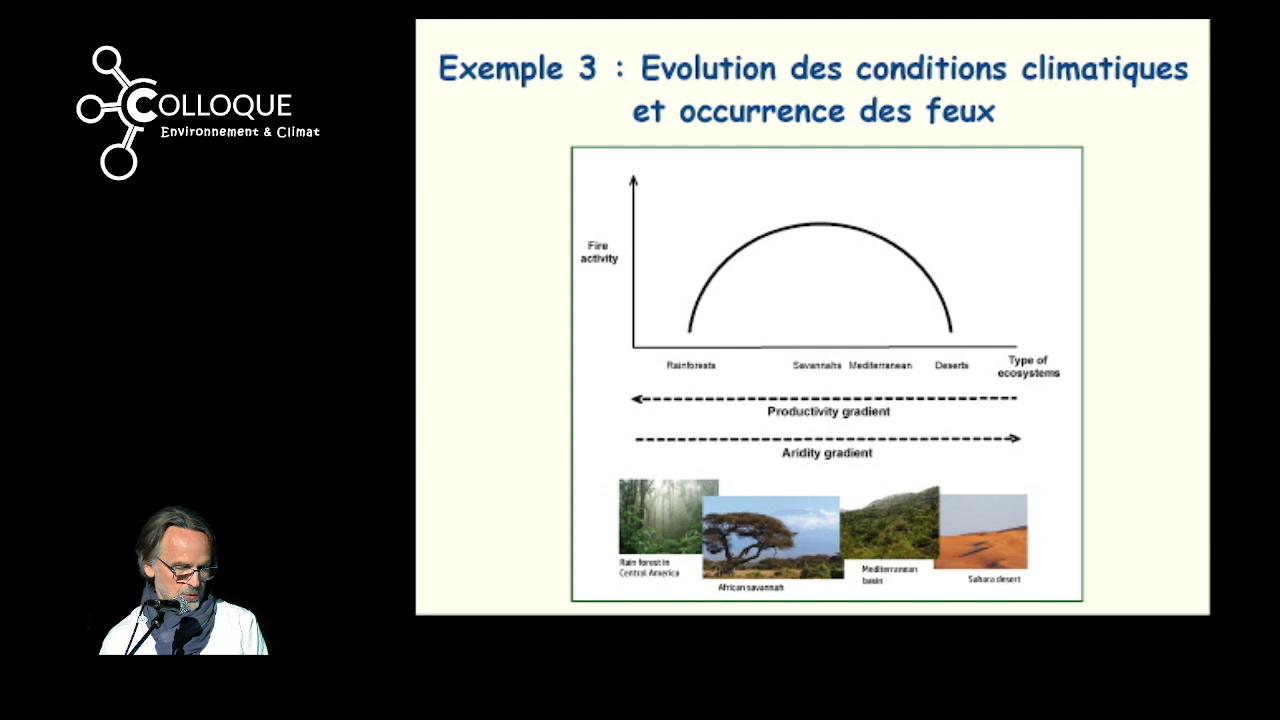 COLLOQUE
Environnement & Climat
Exemple 3 : Evolution des conditions climatiques
et occurrence des feux
Fire
activity
Rainforests
Savannahs
Mediterranean
Deserts
Type of
ecosystems
Productivity gradient
Aridity gradient
Rain forest in
Central America
African savannah
Mediterranean
basin
Sahara desert